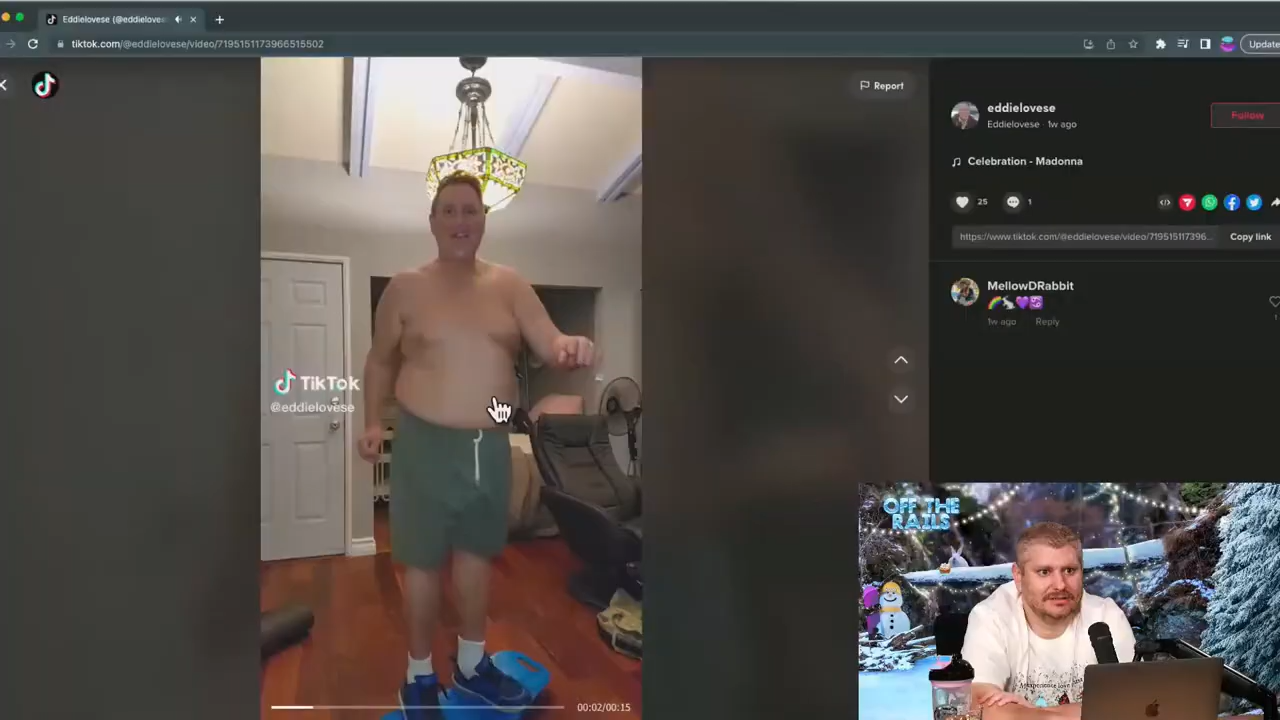 Eddielovese (@eddieloves
tiktok.com/@eddielovese/video/7195151173966515502
Update
Report
eddielovese
Eddielovese · 1w ago
Follow
Celebration - Madonna
25
1
https://www.tiktok.com/@eddielovese/video/719515117396...
Copy link
MellowDRabbit
1w ago
Reply
1
TikTok
@eddielovese
00:02/00:15
OFF THE
RAILS